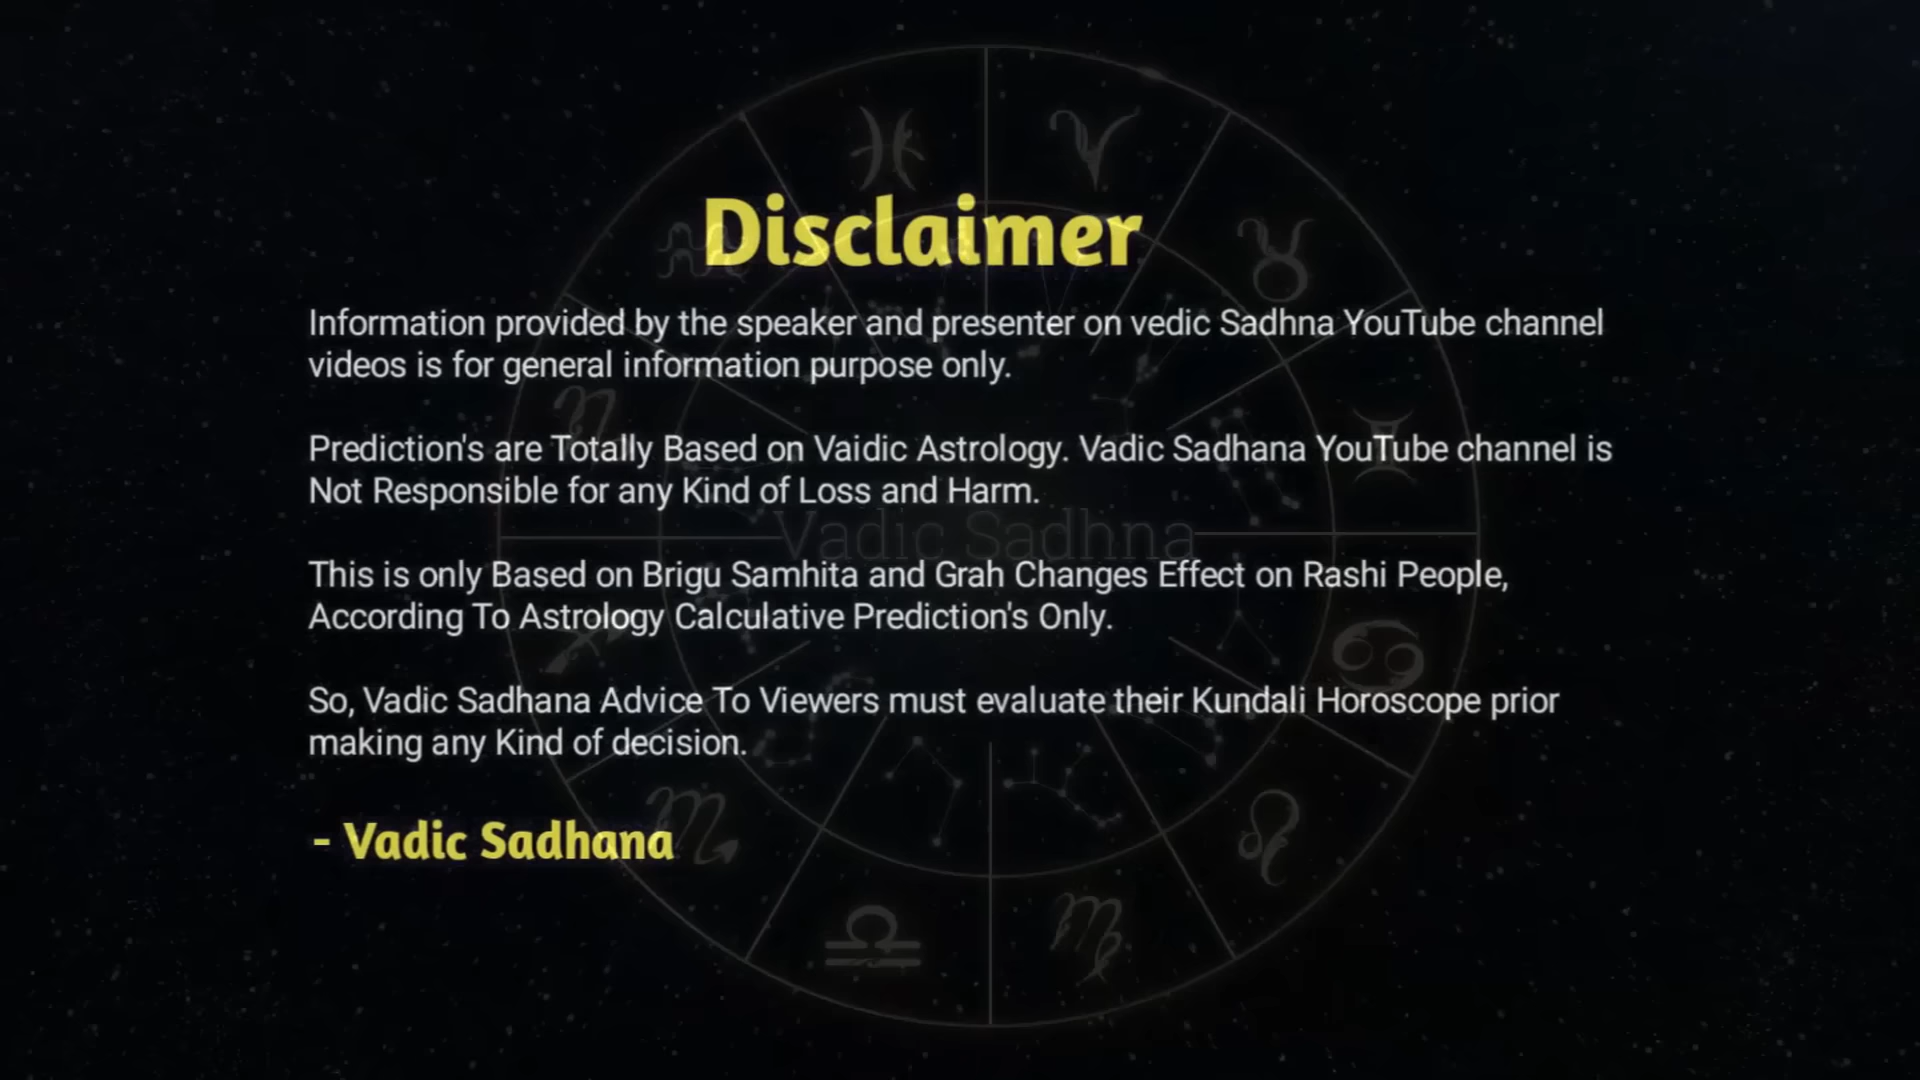 Disclaimer
Information provided by the speaker and presenter on vedic Sadhna YouTube channel
videos is for general information purpose only.
Prediction's are Totally Based on Vaidic Astrology. Vadic Sadhana YouTube channel is
Not Responsible for any Kind of Loss and Harm.
Vadic Sadhna
This is only Based on Brigu Samhita and Grah Changes Effect on Rashi People,
According To Astrology Calculative Prediction's Only.
So, Vadic Sadhana Advice To Viewers must evaluate their Kundali Horoscope prior
making any Kind of decision.
- Vadic Sadhana